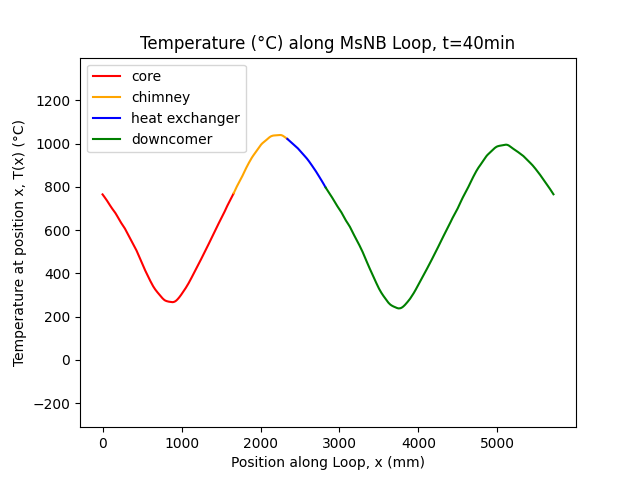 Temperature (°C) along MsNB Loop, t=40min
core
chimney
heat exchanger
downcomer
Temperature at position x, T(x) (°C)
1200
1000
800
600
400
200
0
−200
0 1000 2000 3000 4000 5000
Position along Loop, x (mm)